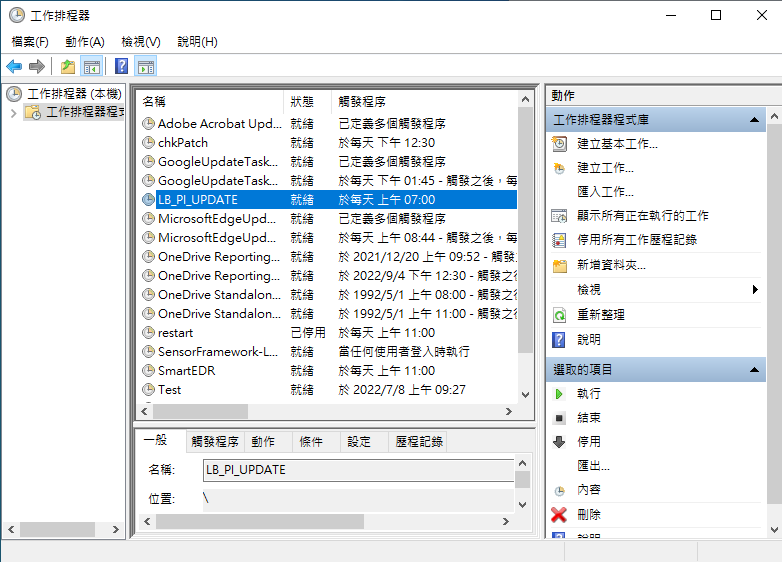 工作排程器
檔案(F) 動作(A) 檢視(V) 說明(H)
工作排程器 (本機)
工作排程器程式
名稱 狀態 觸發程序
Adobe Acrobat Upd... 就緒 已定義多個觸發程序
chkPatch 就緒 於每天 下午 12:30
GoogleUpdateTask... 就緒 已定義多個觸發程序
GoogleUpdateTask... 就緒 於每天 下午 01:45 - 觸發之後，每
LB_PI_UPDATE 就緒 於每天 上午 07:00
MicrosoftEdgeUpd... 就緒 已定義多個觸發程序
MicrosoftEdgeUpd... 就緒 於每天 上午 08:44 - 觸發之後，每
OneDrive Reporting... 就緒 於 2021/12/20 上午 09:52 - 觸發
OneDrive Reporting... 就緒 於 2022/9/4 下午 12:30 - 觸發之
OneDrive Standalon... 就緒 於 1992/5/1 上午 08:00 - 觸發之
OneDrive Standalon... 就緒 於 1992/5/1 上午 11:00 - 觸發之
restart 已停用 於每天 上午 11:00
SensorFramework-L... 就緒 當任何使用者登入時執行
SmartEDR 就緒 於每天 上午 11:00
Test 就緒 於 2022/7/8 上午 09:27
一般 觸發程序 動作 條件 設定 歷程記錄
名稱: LB_PI_UPDATE
位置: \
動作
工作排程器程式庫
建立基本工作...
建立工作...
匯入工作...
顯示所有正在執行的工作
停用所有工作歷程記錄
新增資料夾...
檢視
重新整理
說明
選取的項目
執行
結束
停用
匯出...
內容
刪除
說明